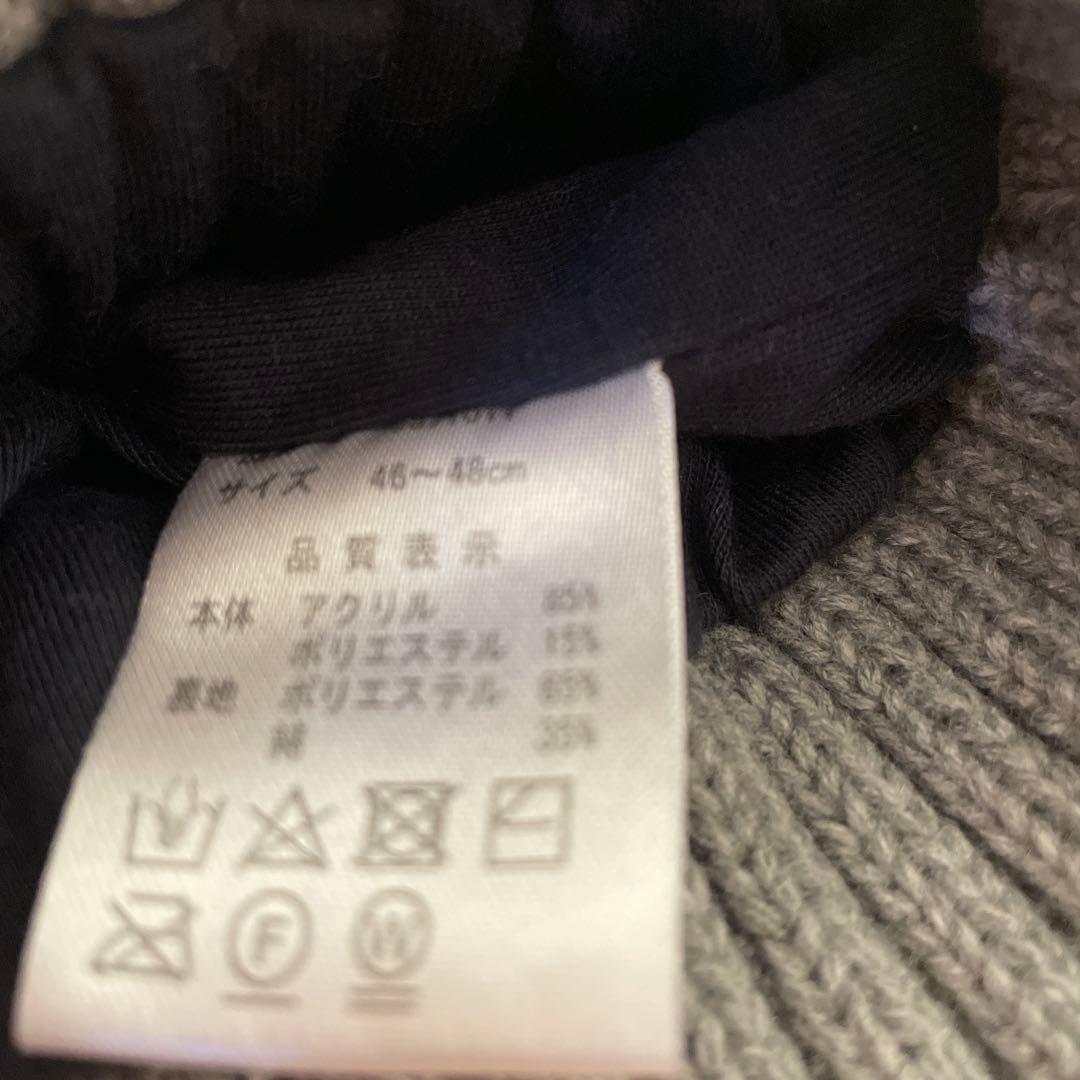 サイズ 46～48cm
品質表示
本体 アクリル 85%
ポリエステル 15%
裏地 ポリエステル 65%
綿 35%
F
W